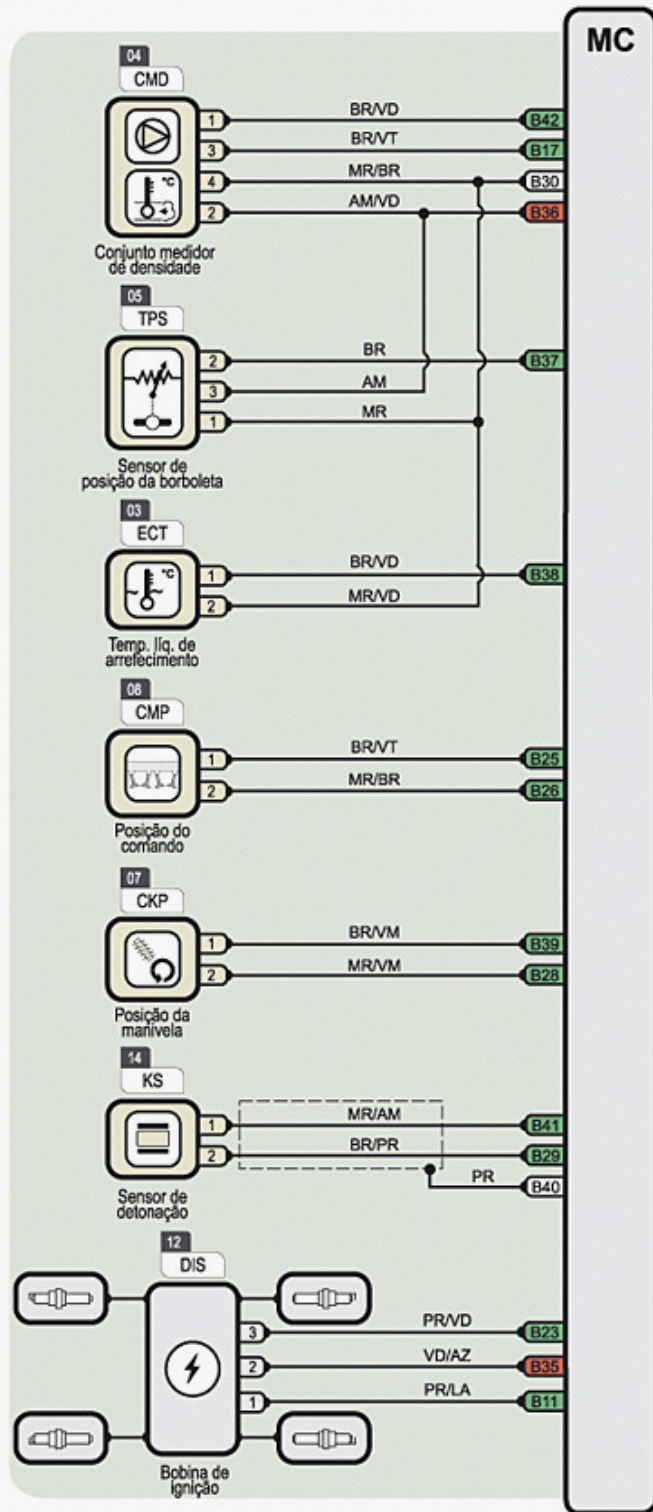 MC
04
CMD
1 BR/VD B42
3 BR/VT B17
4 MR/BR B30
2 AM/VD B36
°C
Conjunto medidor
de densidade
05
TPS
2 BR B37
3 AM
1 MR
Sensor de
posição da borboleta
03
ECT
°C
1 BR/VD B38
2 MR/VD
Temp. líq. de
arrefecimento
06
CMP
1 BR/VT B25
2 MR/BR B26
Posição do
comando
07
CKP
1 BR/VM B39
2 MR/VM B28
Posição da
manivela
14
KS
1 MR/AM B41
2 BR/PR B29
PR B40
Sensor de
detonação
12
DIS
3 PR/VD B23
2 VD/AZ B35
1 PR/LA B11
Bobina de
ignição